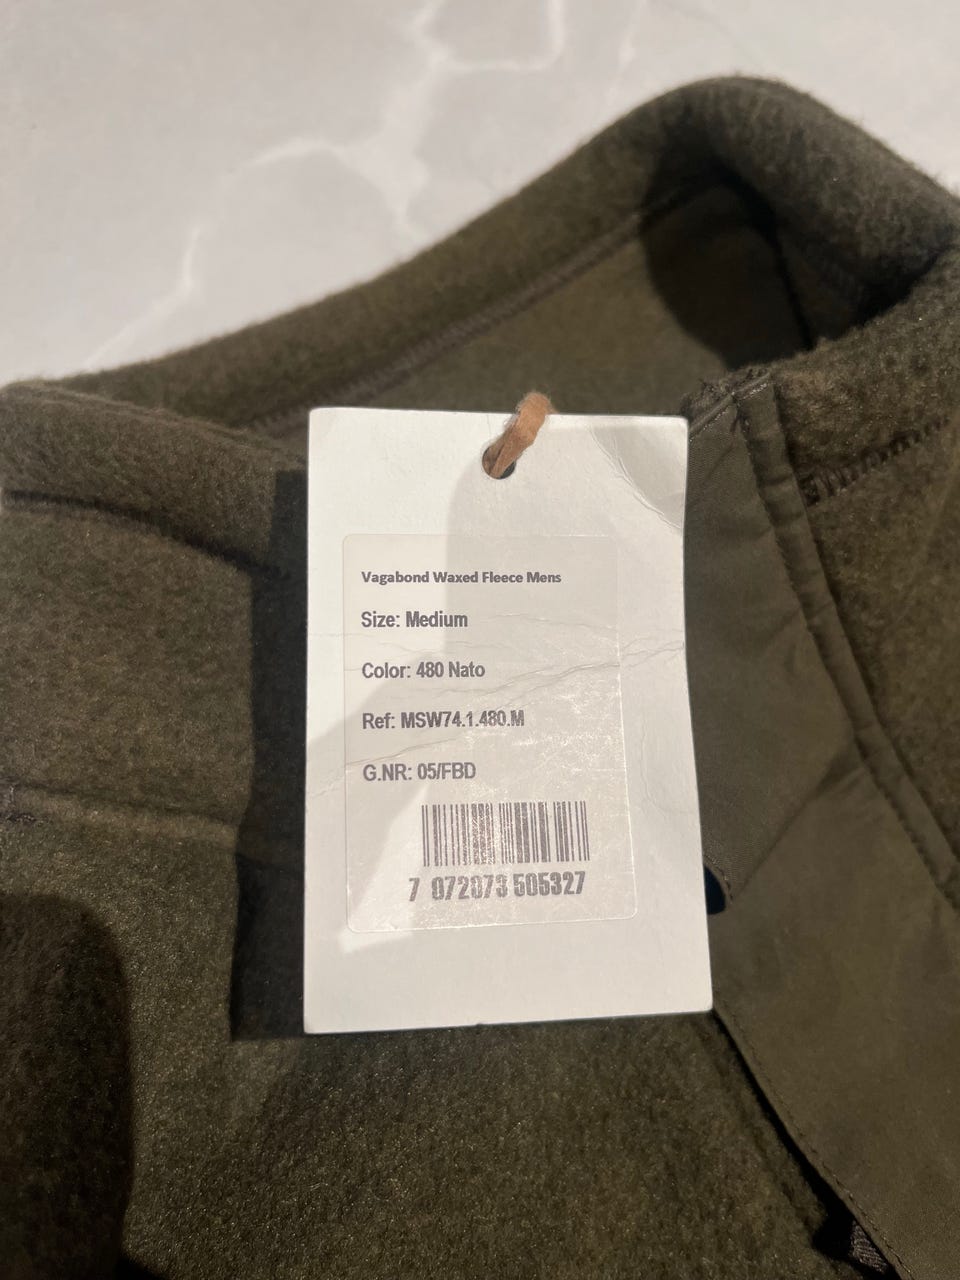 Vagabond Waxed Fleece Mens
Size: Medium
Color: 480 Nato
Ref: MSW74.1.480.M
G.NR: 05/FBD
7 072073 505327